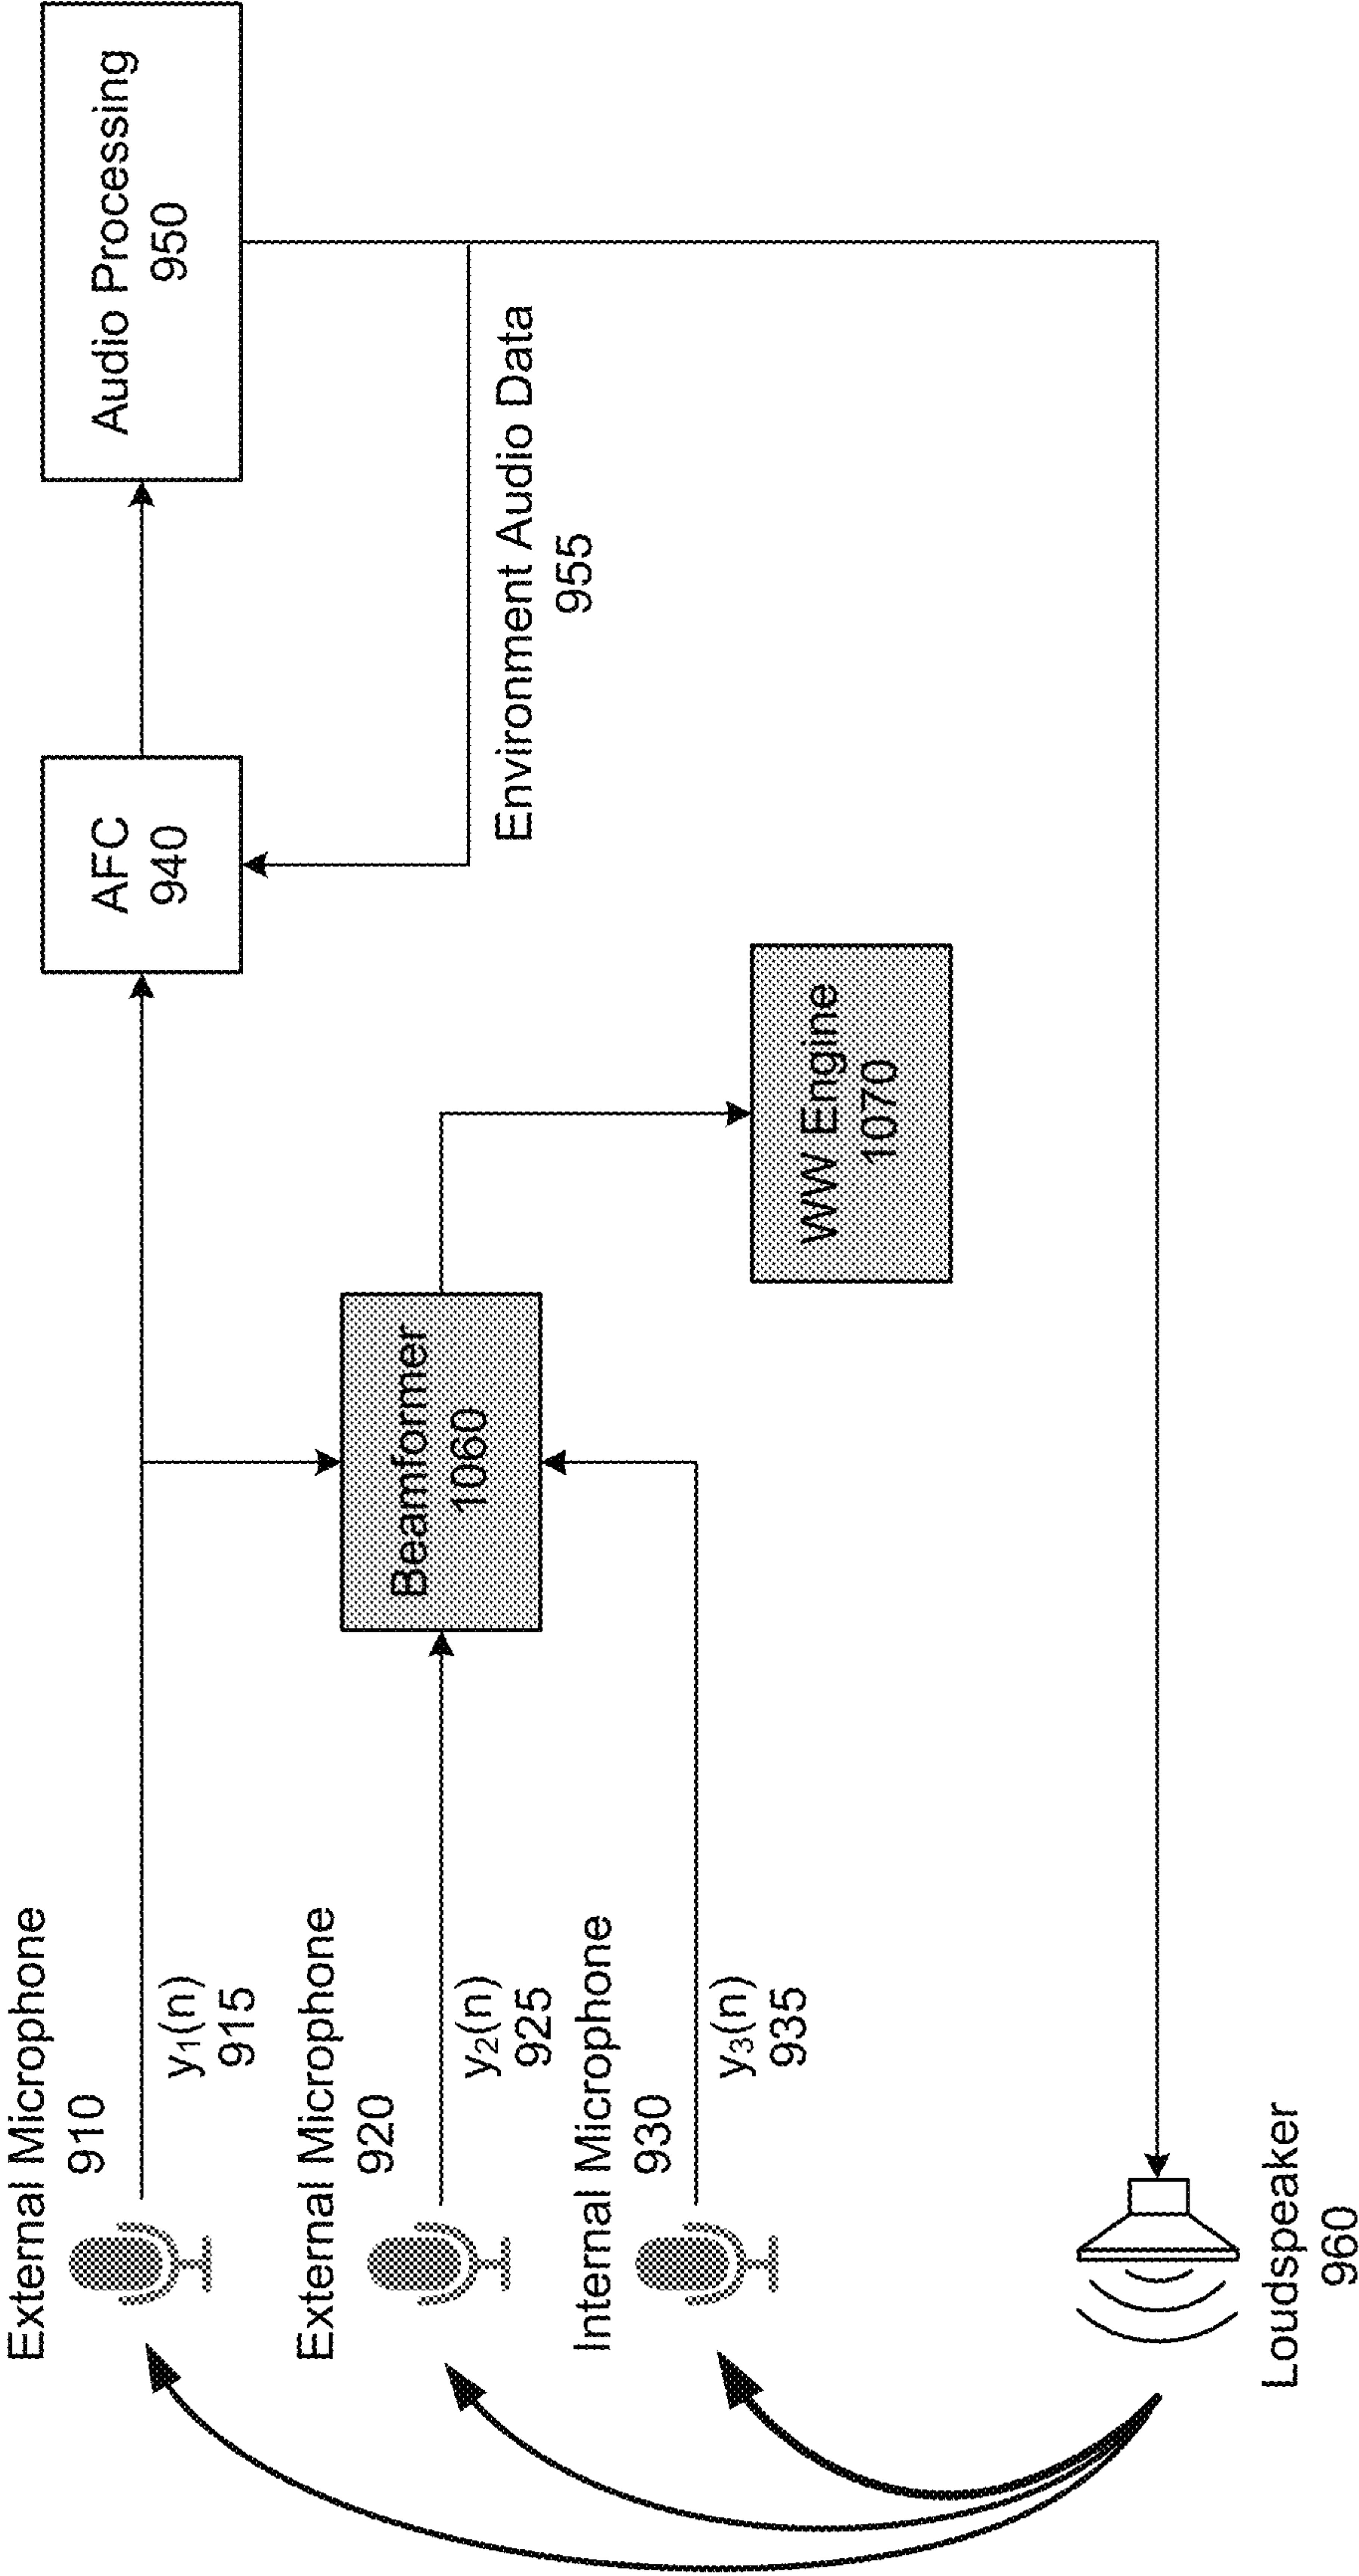 External Microphone
910
y₁(n)
915
AFC
940
Audio Processing
950
External Microphone
920
y₂(n)
925
Beamformer
1060
Environment Audio Data
955
Internal Microphone
930
y₃(n)
935
WW Engine
1070
Loudspeaker
960